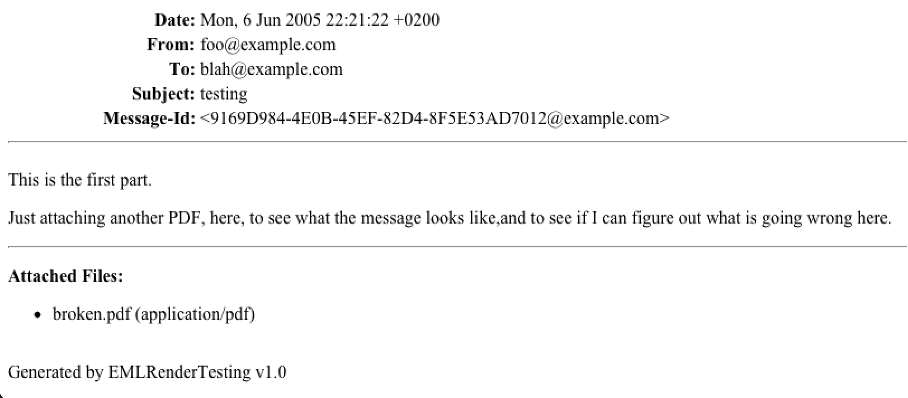 Date: Mon, 6 Jun 2005 22:21:22 +0200
From: foo@example.com
To: blah@example.com
Subject: testing
Message-Id: <9169D984-4E0B-45EF-82D4-8F5E53AD7012@example.com>
This is the first part.
Just attaching another PDF, here, to see what the message looks like,and to see if I can figure out what is going wrong here.
Attached Files:
• broken.pdf (application/pdf)
Generated by EMLRenderTesting v1.0